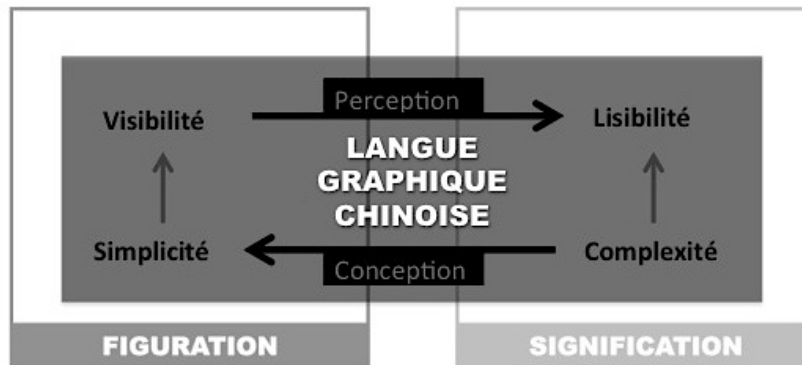 Perception
Visibilité
Lisibilité
LANGUE
GRAPHIQUE
CHINOISE
Simplicité
Complexité
Conception
FIGURATION
SIGNIFICATION